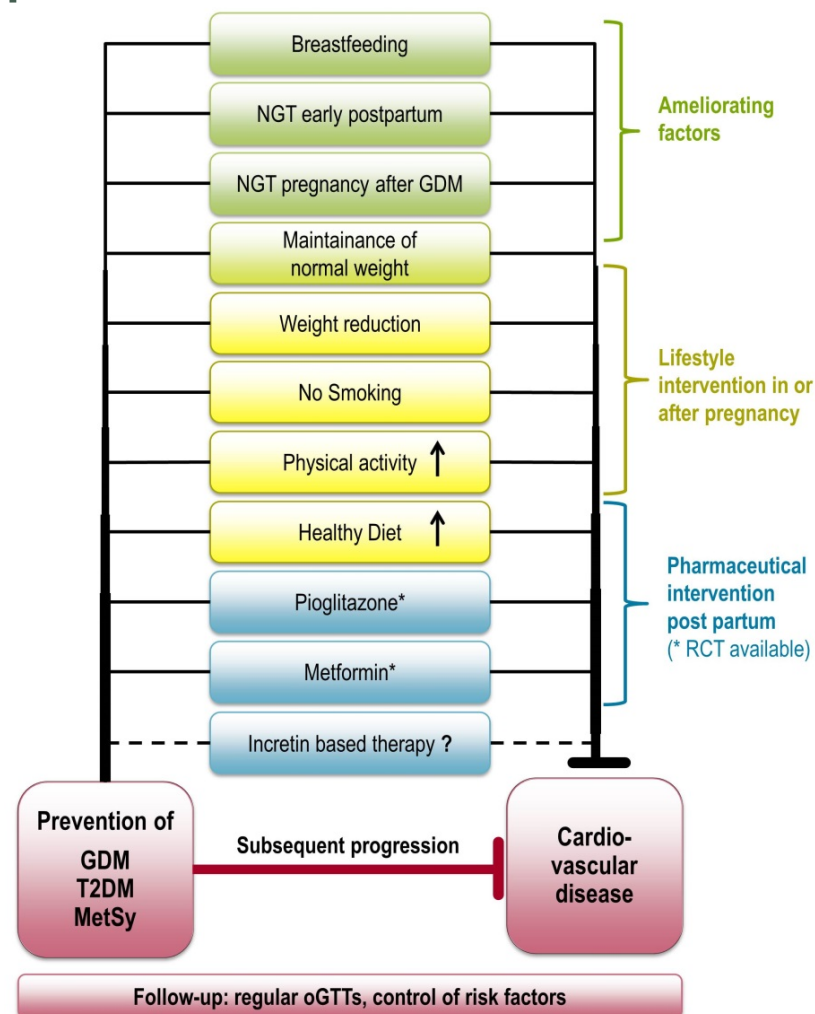 Breastfeeding
NGT early postpartum
NGT pregnancy after GDM
Maintainance of
normal weight
Weight reduction
No Smoking
Physical activity ↑
Healthy Diet ↑
Pioglitazone*
Metformin*
Incretin based therapy ?
Ameliorating
factors
Lifestyle
intervention in or
after pregnancy
Pharmaceutical
intervention
post partum
(* RCT available)
Prevention of
GDM
T2DM
MetSy
Subsequent progression
Cardio-
vascular
disease
Follow-up: regular oGTTs, control of risk factors